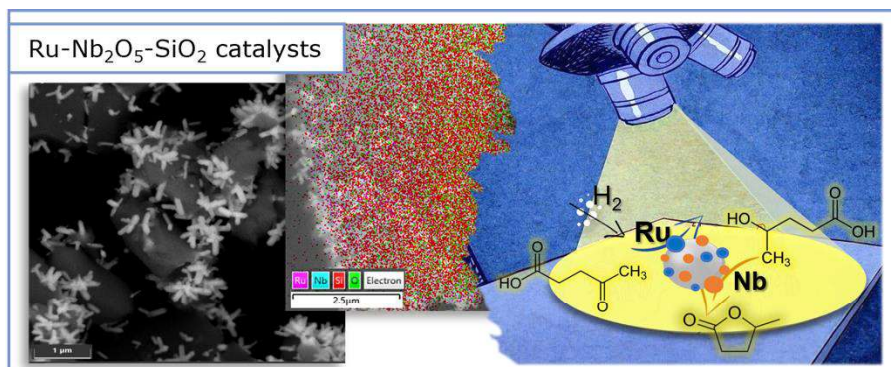 Ru-Nb₂O₅-SiO₂ catalysts
1 μm
Ru Nb Si O Electron
2.5μm
H₂
Ru
Nb
HO
O
CH₃
O
HO
O
OH
CH₃
O
O